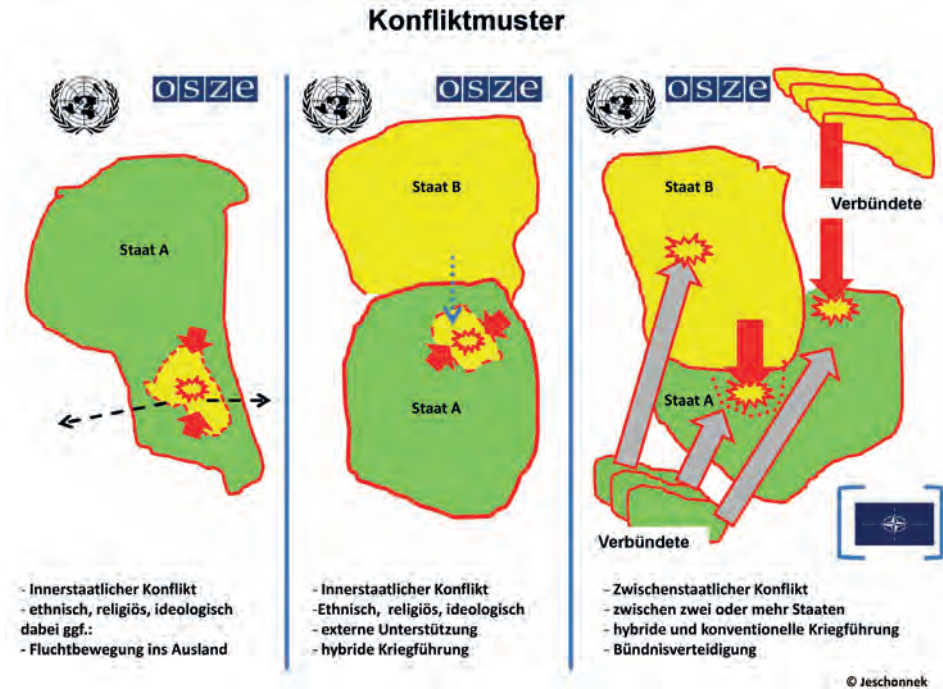 Konfliktmuster
osze
Staat A
- Innerstaatlicher Konflikt
- ethnisch, religiös, ideologisch
dabei ggf.:
- Fluchtbewegung ins Ausland
osze
Staat B
Staat A
- Innerstaatlicher Konflikt
-Ethnisch, religiös, ideologisch
- externe Unterstützung
- hybride Kriegführung
osze
Staat B
Verbündete
Staat A
Verbündete
- Zwischenstaatlicher Konflikt
- zwischen zwei oder mehr Staaten
- hybride und konventionelle Kriegführung
- Bündnisverteidigung
© Jeschonnek